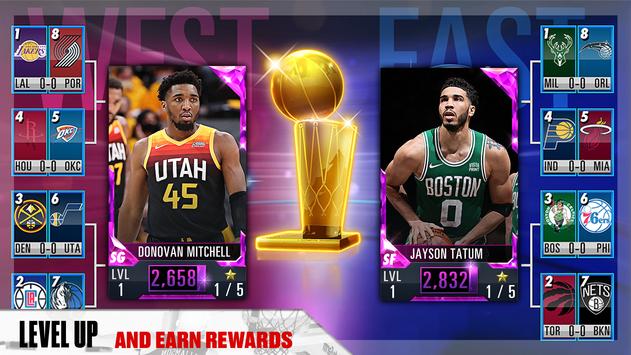 WEST
EAST
1 8
LAL 0-0 POR
4 5
HOU 0-0 OKC
3 6
DEN 0-0 UTA
2 7
1 8
MIL 0-0 ORL
4 5
IND 0-0 MIA
3 6
BOS 0-0 PHI
2 7
TOR 0-0 BKN
UTAH
45
SG
DONOVAN MITCHELL
LVL
1
2,658
1 / 5
BOSTON
0
SF
JAYSON TATUM
LVL
1
2,832
1 / 5
LEVEL UP AND EARN REWARDS